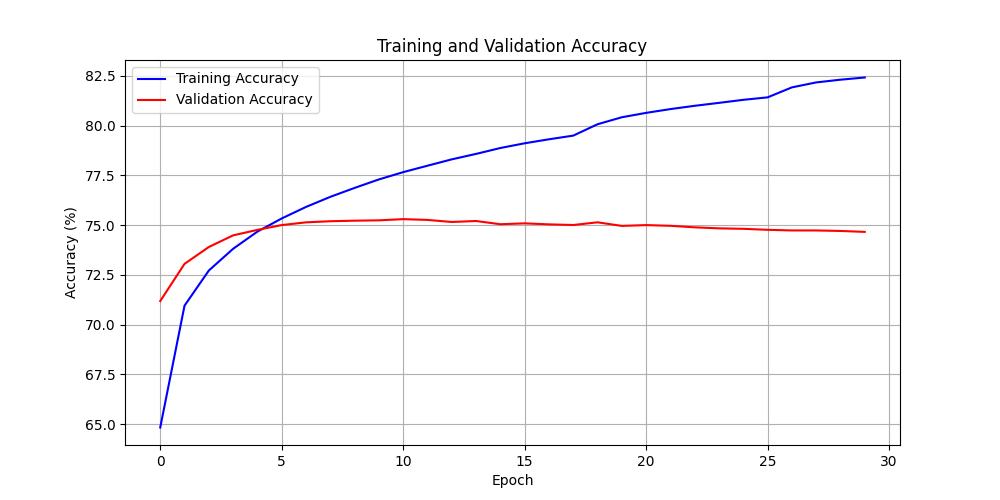 Training and Validation Accuracy
Training Accuracy
Validation Accuracy
82.5
80.0
77.5
75.0
72.5
70.0
67.5
65.0
Accuracy (%)
0 5 10 15 20 25 30
Epoch